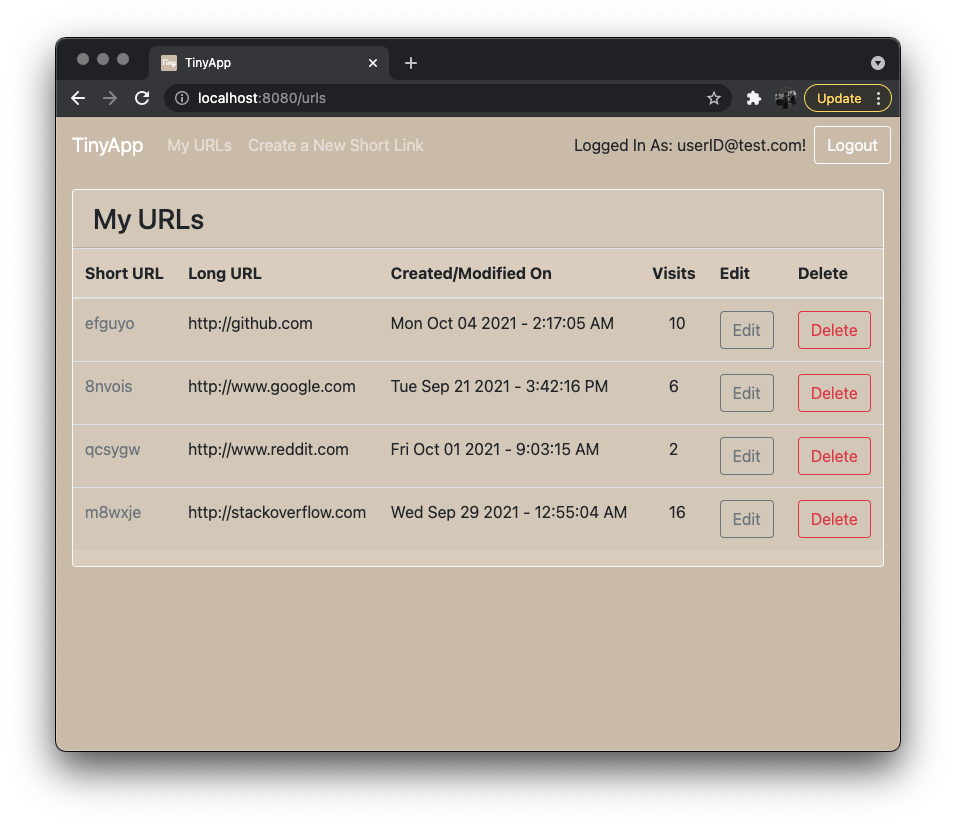 TinyApp
localhost:8080/urls
Update
TinyApp My URLs Create a New Short Link Logged In As: userID@test.com! Logout
My URLs
Short URL Long URL Created/Modified On Visits Edit Delete
efguyo http://github.com Mon Oct 04 2021 - 2:17:05 AM 10 Edit Delete
8nvois http://www.google.com Tue Sep 21 2021 - 3:42:16 PM 6 Edit Delete
qcsygw http://www.reddit.com Fri Oct 01 2021 - 9:03:15 AM 2 Edit Delete
m8wxje http://stackoverflow.com Wed Sep 29 2021 - 12:55:04 AM 16 Edit Delete